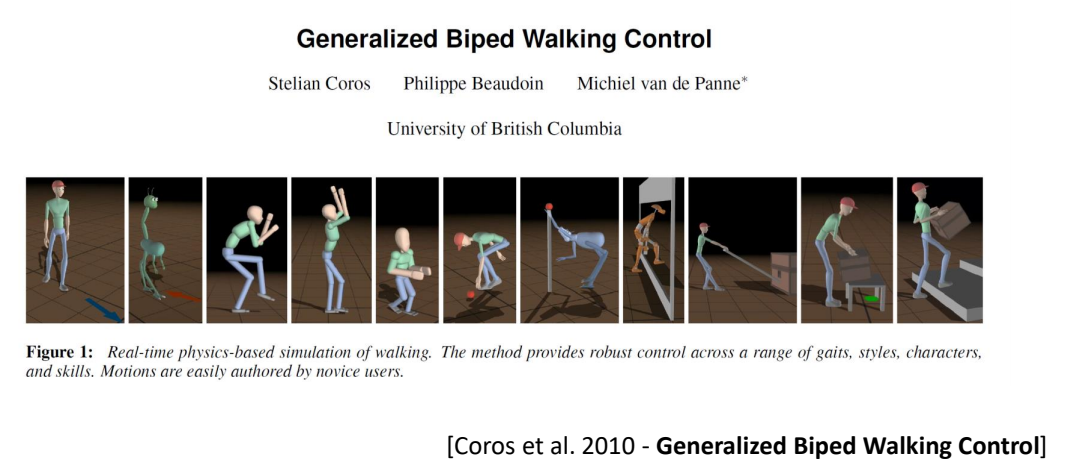 Generalized Biped Walking Control
Stelian Coros Philippe Beaudoin Michiel van de Panne*
University of British Columbia
Figure 1: Real-time physics-based simulation of walking. The method provides robust control across a range of gaits, styles, characters,
and skills. Motions are easily authored by novice users.
[Coros et al. 2010 - Generalized Biped Walking Control]